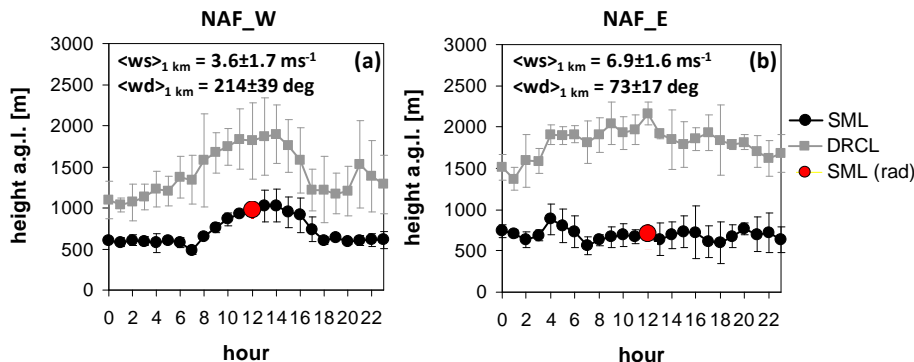 NAF_W
NAF_E
3000
2500
2000
1500
1000
500
0
height a.g.l. [m]
<ws>1 km = 3.6±1.7 ms-1
<wd>1 km = 214±39 deg
(a)
0 2 4 6 8 10 12 14 16 18 20 22
hour
3000
2500
2000
1500
1000
500
0
height a.g.l. [m]
<ws>1 km = 6.9±1.6 ms-1
<wd>1 km = 73±17 deg
(b)
0 2 4 6 8 10 12 14 16 18 20 22
hour
SML
DRCL
SML (rad)